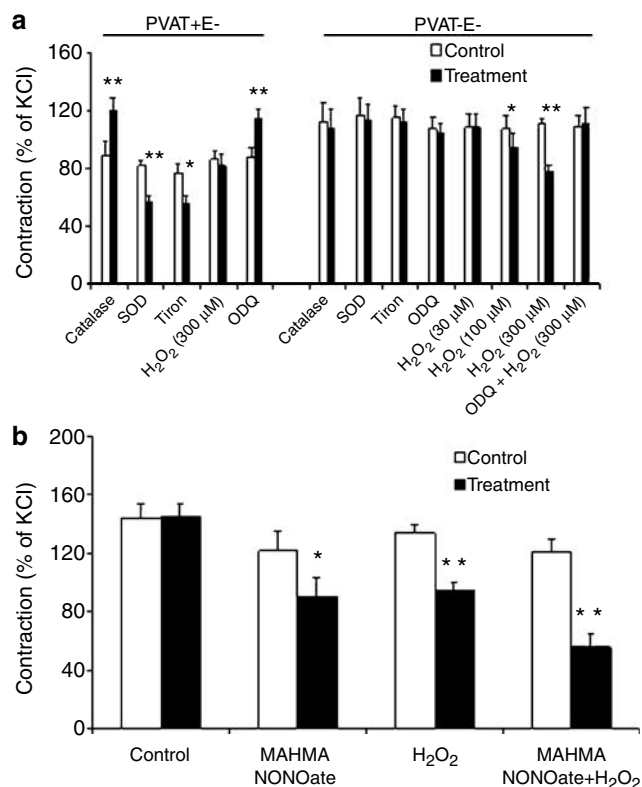 a
PVAT+E-
PVAT-E-
Control
Treatment
Contraction (% of KCl)
160
120
80
40
0
**
**
*
**
*
**
Catalase
SOD
Tiron
H₂O₂ (300 μM)
ODQ
Catalase
SOD
Tiron
ODQ
H₂O₂ (30 μM)
H₂O₂ (100 μM)
H₂O₂ (300 μM)
ODQ + H₂O₂ (300 μM)
b
Control
Treatment
Contraction (% of KCl)
200
160
120
80
40
0
*
* *
* *
Control
MAHMA
NONOate
H₂O₂
MAHMA
NONOate+H₂O₂